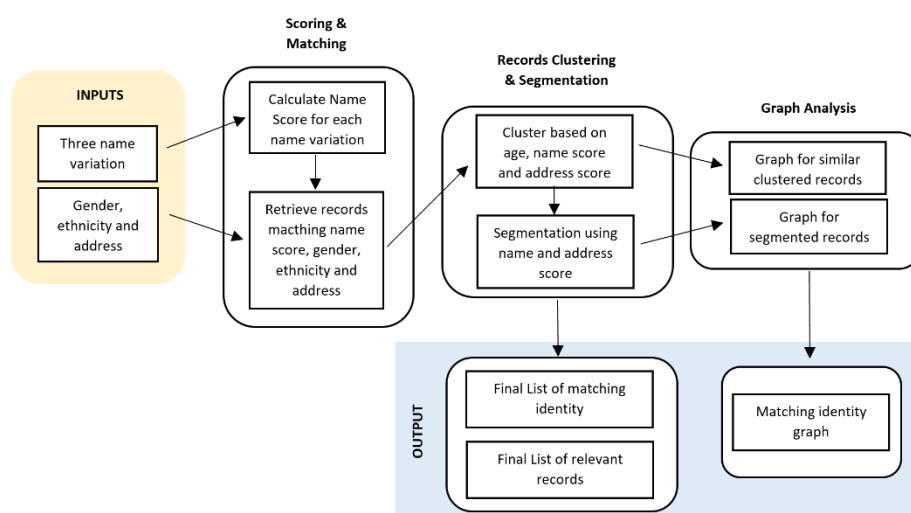 Scoring &
Matching
INPUTS
Three name
variation
Gender,
ethnicity and
address
Calculate Name
Score for each
name variation
Retrieve records
macthing name
score, gender,
ethnicity and
address
Records Clustering
& Segmentation
Cluster based on
age, name score
and address score
Segmentation using
name and address
score
Graph Analysis
Graph for similar
clustered records
Graph for
segmented records
OUTPUT
Final List of matching
identity
Final List of relevant
records
Matching identity
graph